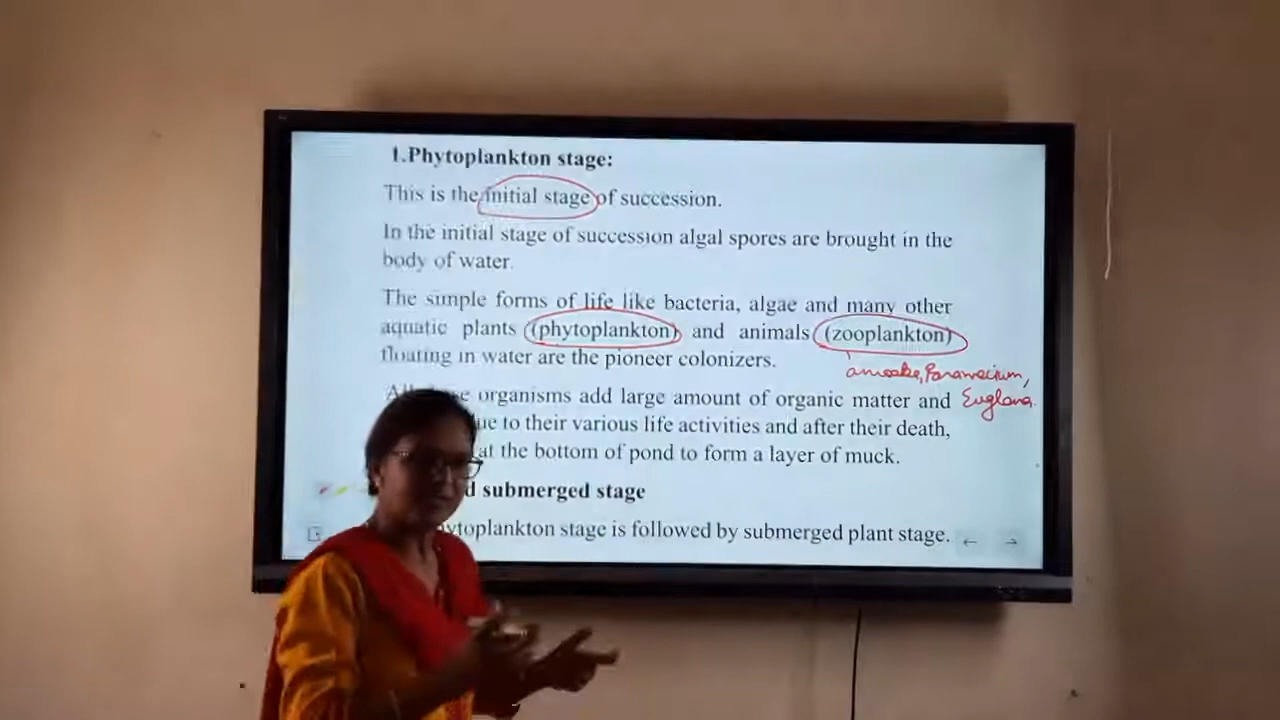 1.Phytoplankton stage:
This is the initial stage of succession.
In the initial stage of succession algal spores are brought in the
body of water.
The simple forms of life like bacteria, algae and many other
aquatic plants (phytoplankton) and animals (zooplankton)
floating in water are the pioneer colonizers.
amoeba, Paramecium,
organisms add large amount of organic matter and Euglena.
to their various life activities and after their death,
at the bottom of pond to form a layer of muck.
submerged stage
stage is followed by submerged plant stage.